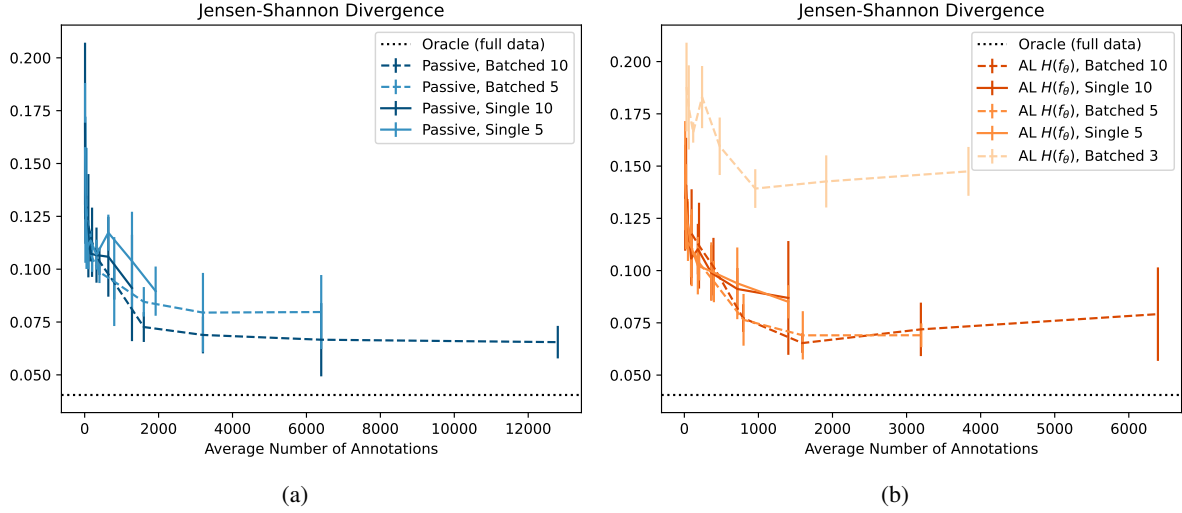 Jensen-Shannon Divergence
0.200
0.175
0.150
0.125
0.100
0.075
0.050
0 2000 4000 6000 8000 10000 12000
Average Number of Annotations
Oracle (full data)
Passive, Batched 10
Passive, Batched 5
Passive, Single 10
Passive, Single 5
(a)
Jensen-Shannon Divergence
0.200
0.175
0.150
0.125
0.100
0.075
0.050
0 1000 2000 3000 4000 5000 6000
Average Number of Annotations
Oracle (full data)
AL H(fθ), Batched 10
AL H(fθ), Single 10
AL H(fθ), Batched 5
AL H(fθ), Single 5
AL H(fθ), Batched 3
(b)